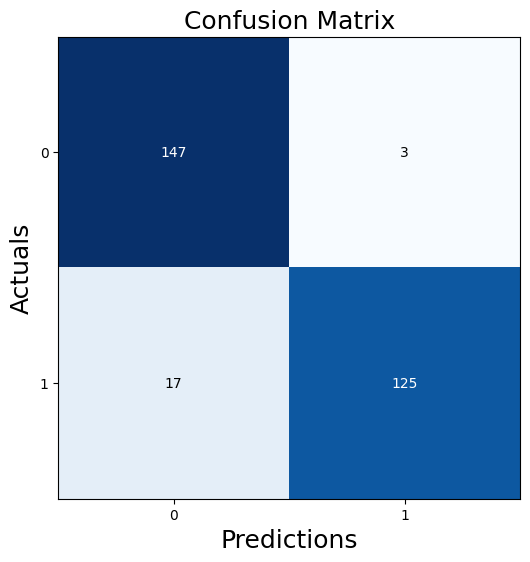 Confusion Matrix
0
147
3
Actuals
1
17
125
0
1
Predictions